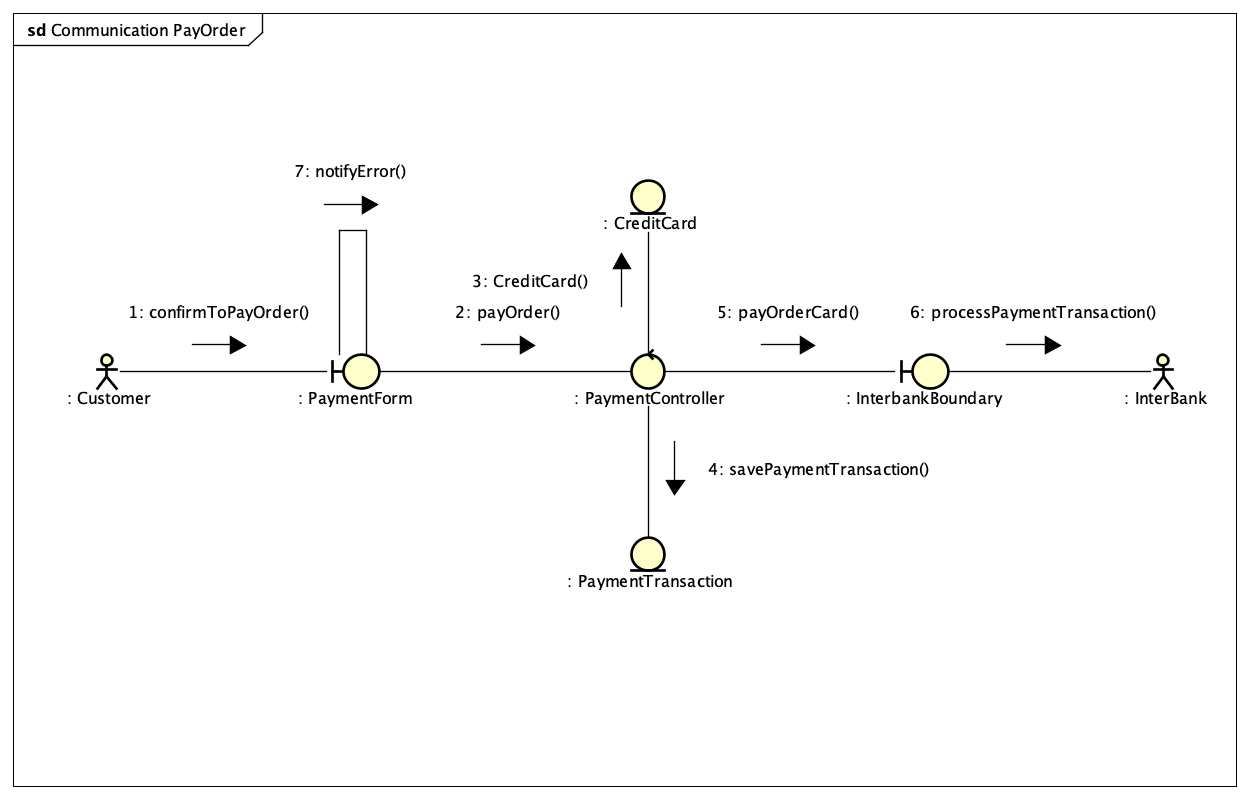 sd Communication PayOrder
7: notifyError()
: CreditCard
3: CreditCard()
1: confirmToPayOrder()
2: payOrder()
5: payOrderCard()
6: processPaymentTransaction()
: Customer
: PaymentForm
: PaymentController
: InterbankBoundary
: InterBank
4: savePaymentTransaction()
: PaymentTransaction